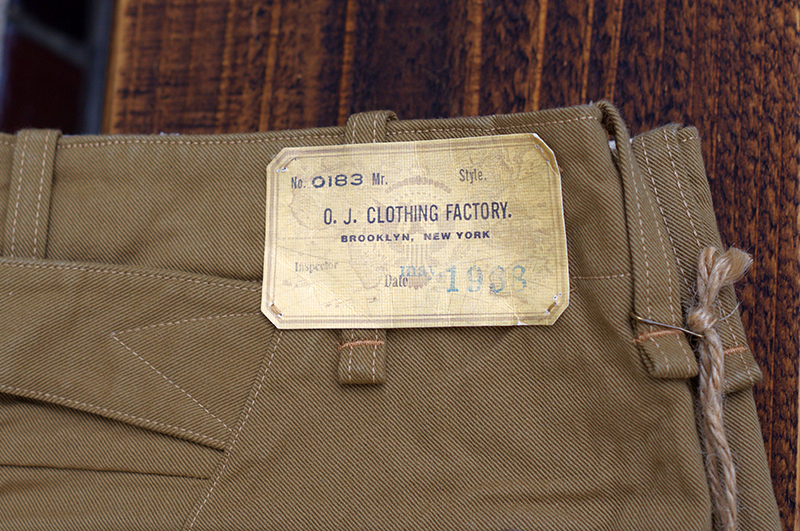 No. 0183 Mr. Style.
O. J. CLOTHING FACTORY.
BROOKLYN, NEW YORK
Inspector
Date